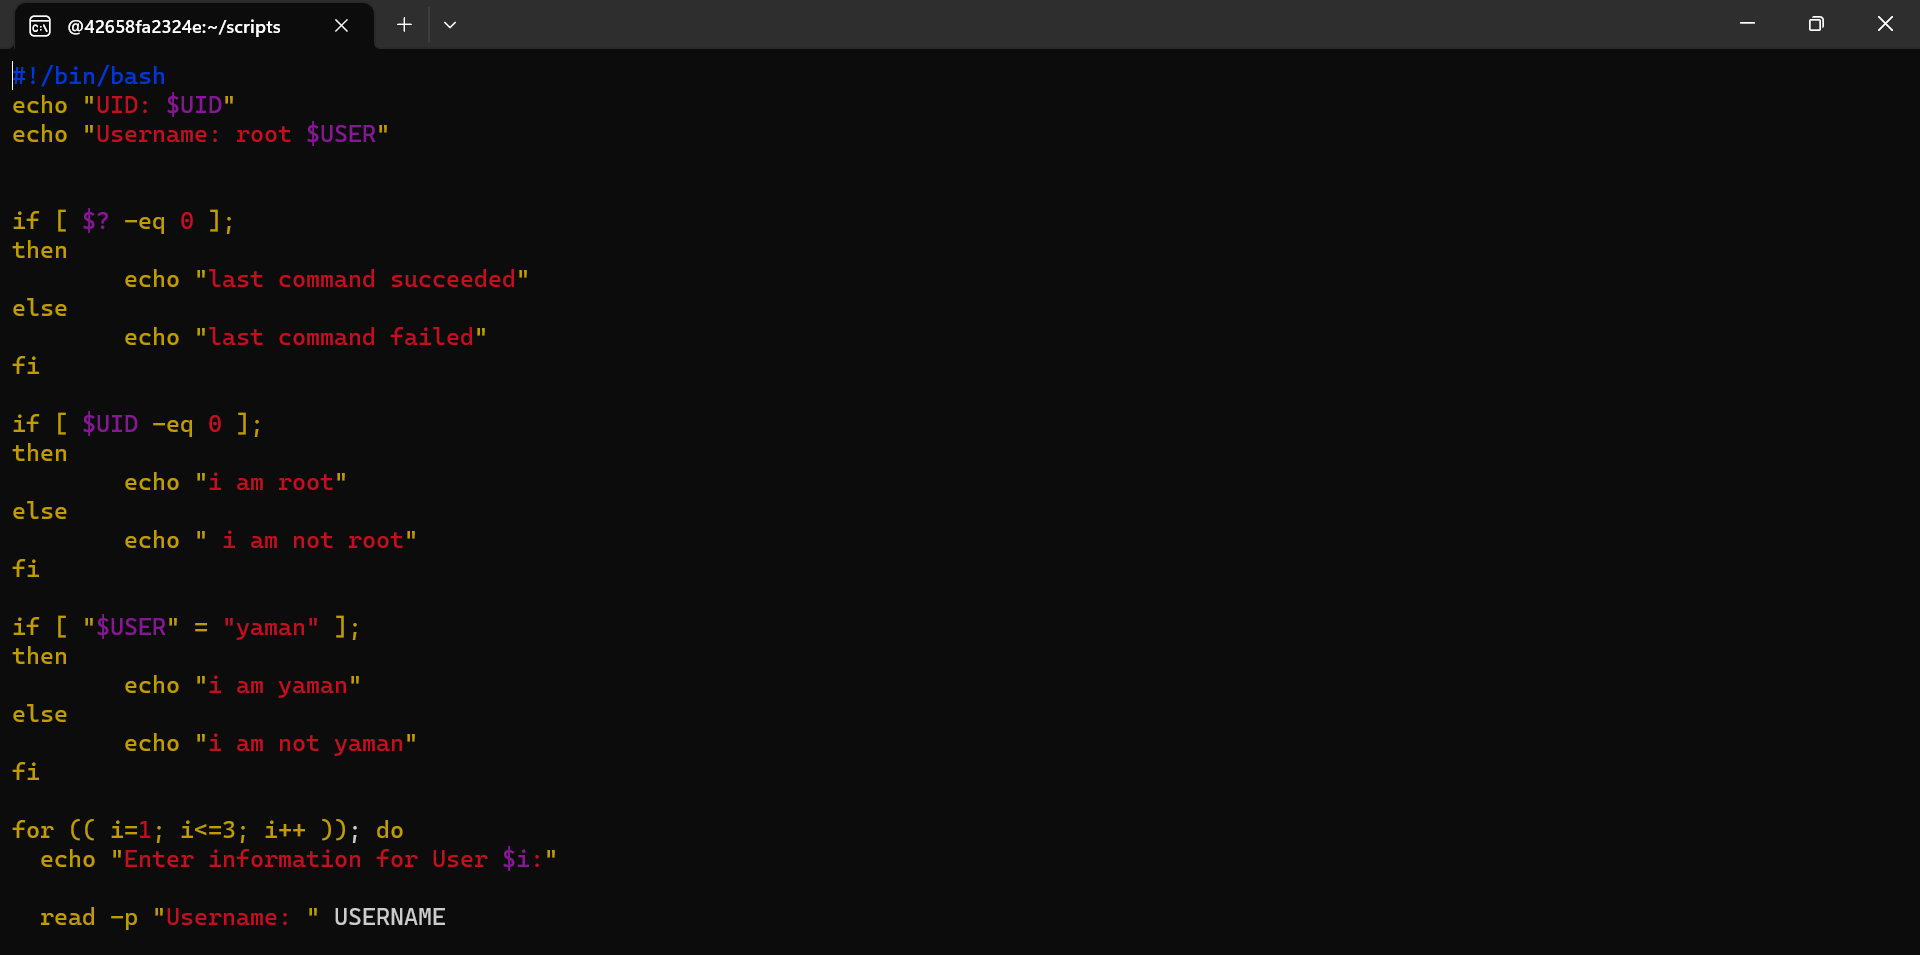 @42658fa2324e:~/scripts
#!/bin/bash
echo "UID: $UID"
echo "Username: root $USER"
if [ $? -eq 0 ];
then
        echo "last command succeeded"
else
        echo "last command failed"
fi
if [ $UID -eq 0 ];
then
        echo "i am root"
else
        echo " i am not root"
fi
if [ "$USER" = "yaman" ];
then
        echo "i am yaman"
else
        echo "i am not yaman"
fi
for (( i=1; i<=3; i++ )); do
  echo "Enter information for User $i:"
  read -p "Username: " USERNAME